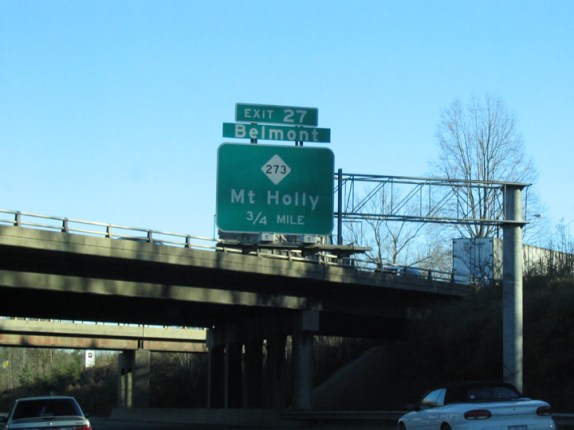 EXIT 27
Belmont
273
Mt Holly
3/4 MILE